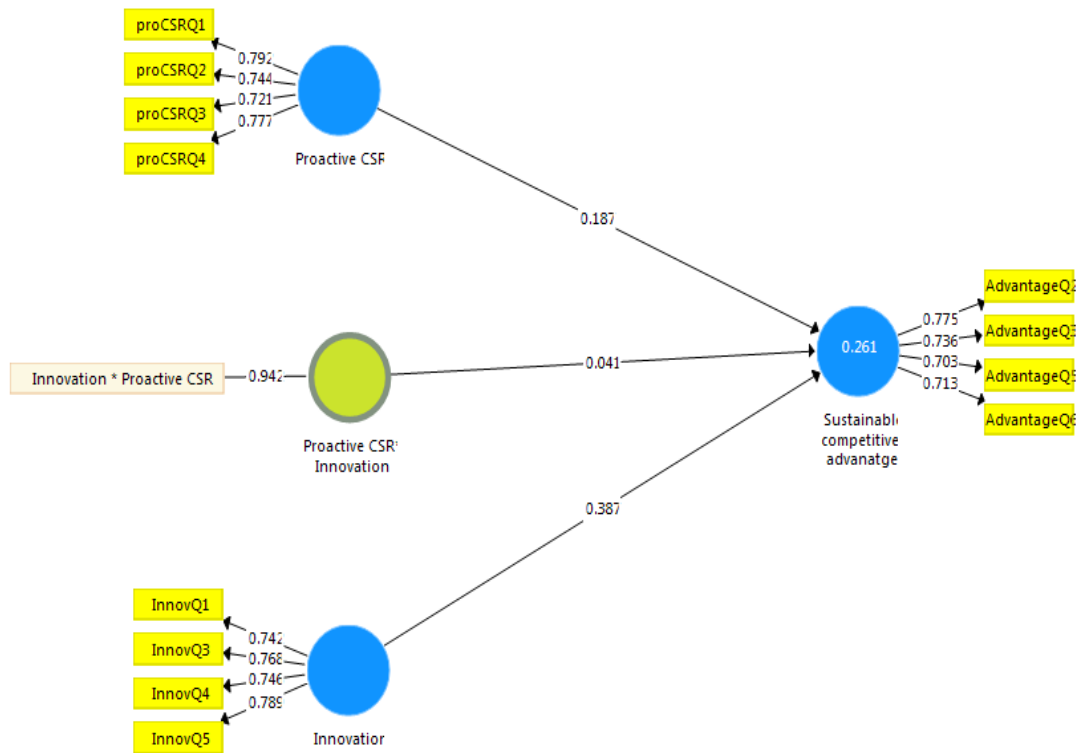 proCSRQ1
0.792
proCSRQ2
0.744
proCSRQ3
0.721
proCSRQ4
0.777
Proactive CSR
0.187
Innovation * Proactive CSR
0.942
Proactive CSR*
Innovation
0.041
0.261
Sustainable
competitive
advanatge
AdvantageQ2
0.775
AdvantageQ3
0.736
AdvantageQ5
0.703
AdvantageQ6
0.713
0.387
InnovQ1
0.742
InnovQ3
0.768
InnovQ4
0.746
InnovQ5
0.789
Innovation